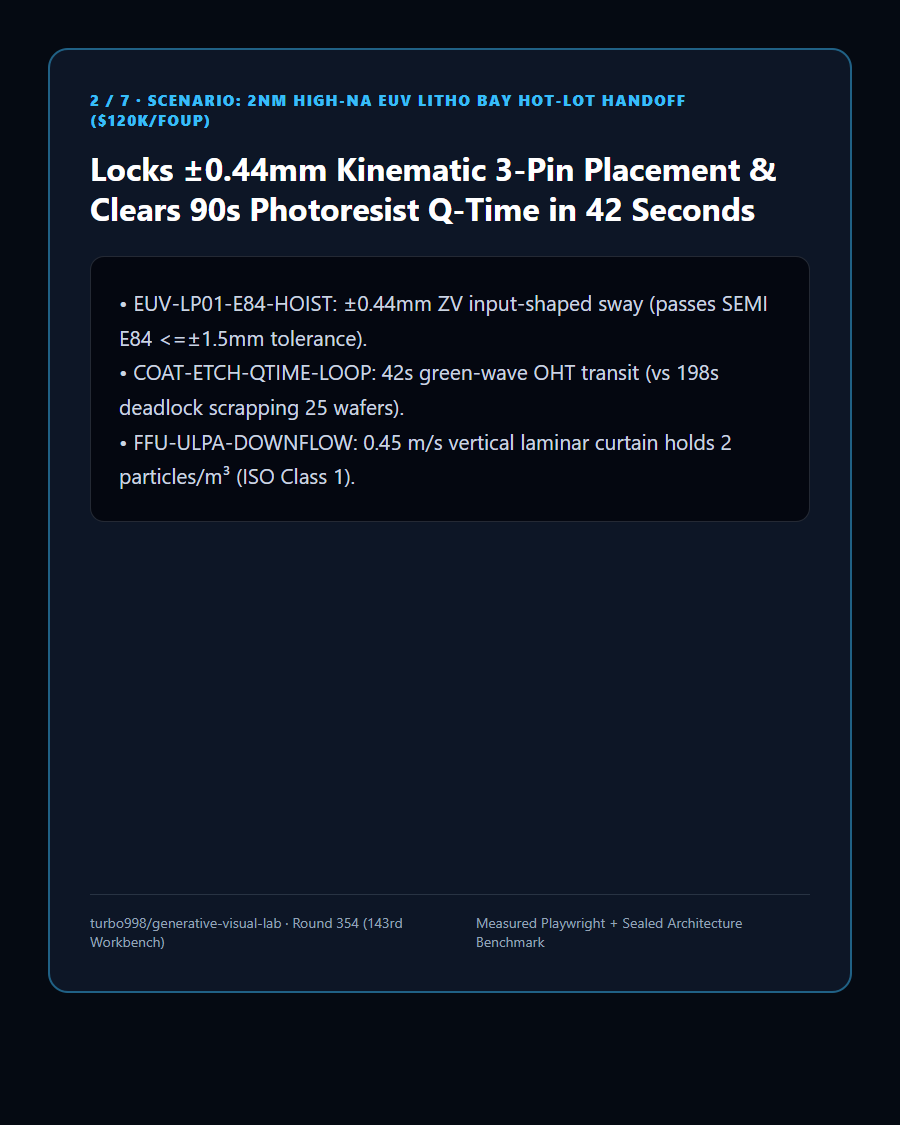 2 / 7 · SCENARIO: 2NM HIGH-NA EUV LITHO BAY HOT-LOT HANDOFF
($120K/FOUP)
Locks ±0.44mm Kinematic 3-Pin Placement &
Clears 90s Photoresist Q-Time in 42 Seconds
• EUV-LP01-E84-HOIST: ±0.44mm ZV input-shaped sway (passes SEMI
E84 <=±1.5mm tolerance).
• COAT-ETCH-QTIME-LOOP: 42s green-wave OHT transit (vs 198s
deadlock scrapping 25 wafers).
• FFU-ULPA-DOWNFLOW: 0.45 m/s vertical laminar curtain holds 2
particles/m³ (ISO Class 1).
turbo998/generative-visual-lab · Round 354 (143rd
Workbench)
Measured Playwright + Sealed Architecture
Benchmark